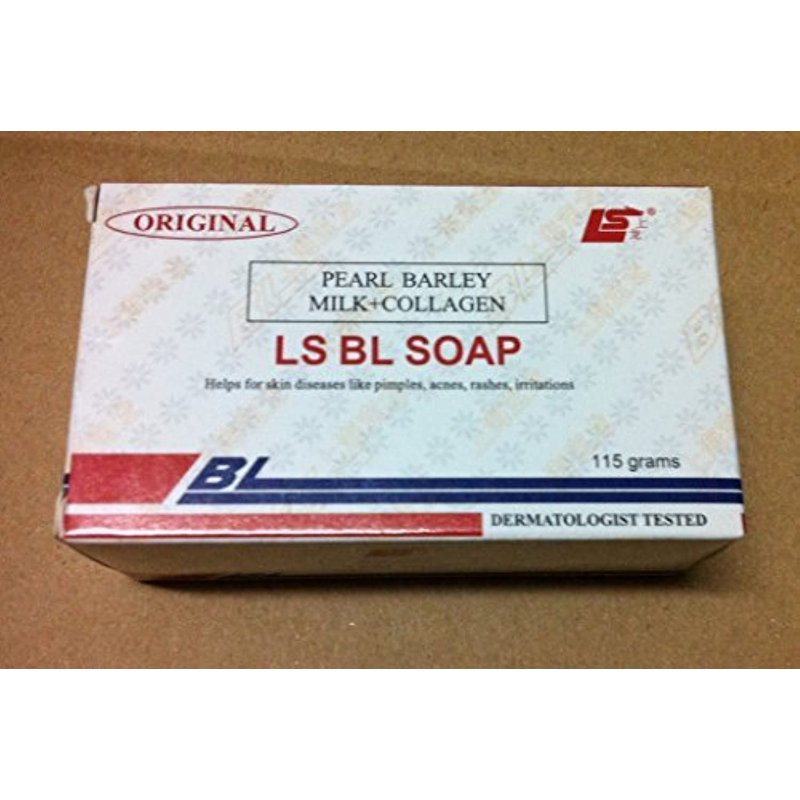 ORIGINAL
LS®
PEARL BARLEY
MILK+COLLAGEN
LS BL SOAP
Helps for skin diseases like pimples, acnes, rashes, irritations
115 grams
BL
DERMATOLOGIST TESTED